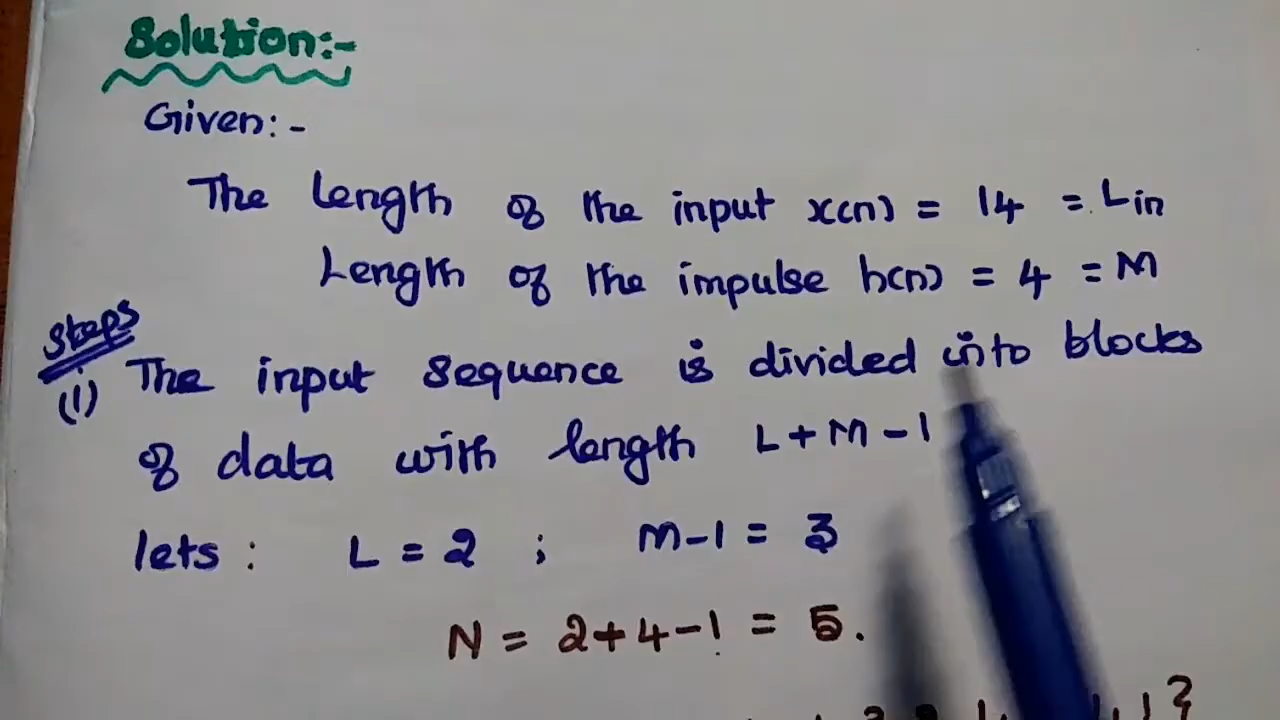 Solution:-
Given:-
The length of the input x(n) = 14 = Lin
Length of the impulse h(n) = 4 = M
Steps
(i) The input sequence is divided into blocks
of data with length L+M-1
lets: L = 2 ; M-1 = 3
N = 2+4-1 = 5.